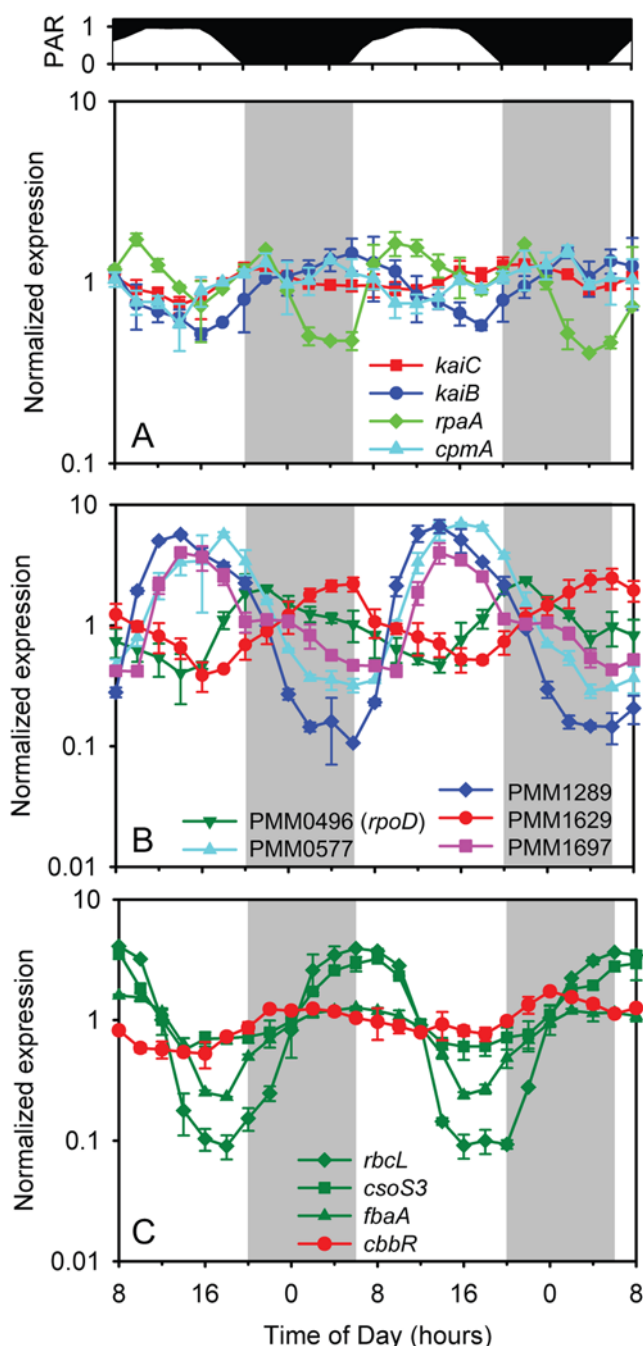 PAR
1
0
Normalized expression
10
1
0.1
A
kaiC
kaiB
rpaA
cpmA
Normalized expression
10
1
0.1
0.01
B
PMM0496 (rpoD)
PMM0577
PMM1289
PMM1629
PMM1697
Normalized expression
10
1
0.1
0.01
C
rbcL
csoS3
fbaA
cbbR
8 16 0 8 16 0 8
Time of Day (hours)